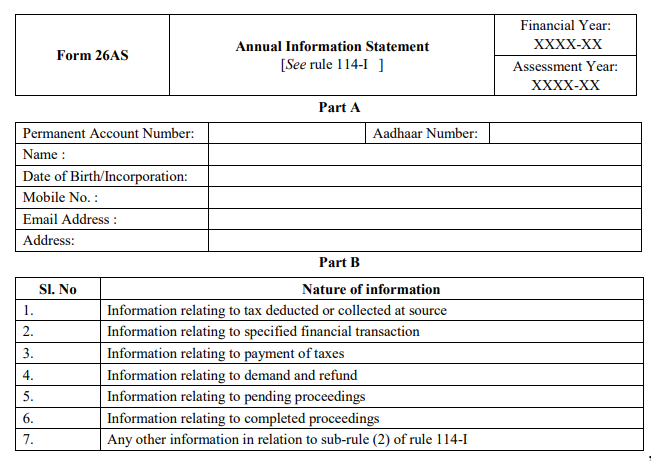 Form 26AS
Annual Information Statement
[See rule 114-I ]
Financial Year:
XXXX-XX
Assessment Year:
XXXX-XX
Part A
Permanent Account Number: Aadhaar Number:
Name :
Date of Birth/Incorporation:
Mobile No. :
Email Address :
Address:
Part B
Sl. No Nature of information
1. Information relating to tax deducted or collected at source
2. Information relating to specified financial transaction
3. Information relating to payment of taxes
4. Information relating to demand and refund
5. Information relating to pending proceedings
6. Information relating to completed proceedings
7. Any other information in relation to sub-rule (2) of rule 114-I